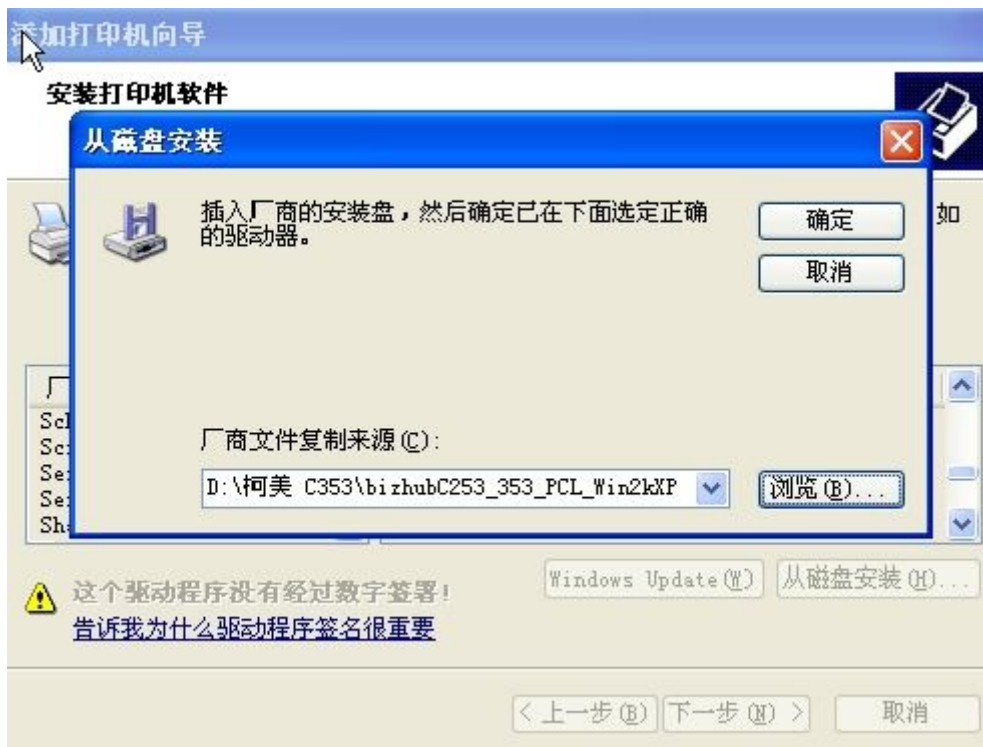 添加打印机向导
安装打印机软件
从磁盘安装
插入厂商的安装盘，然后确定已在下面选定正确
的驱动器。
确定
取消
如
厂商文件复制来源(C):
D:\柯美 C353\bizhubC253_353_PCL_Win2kXP
浏览(B)...
这个驱动程序没有经过数字签署!
告诉我为什么驱动程序签名很重要
Windows Update(W)
从磁盘安装(H)...
< 上一步(B)
下一步(N) >
取消